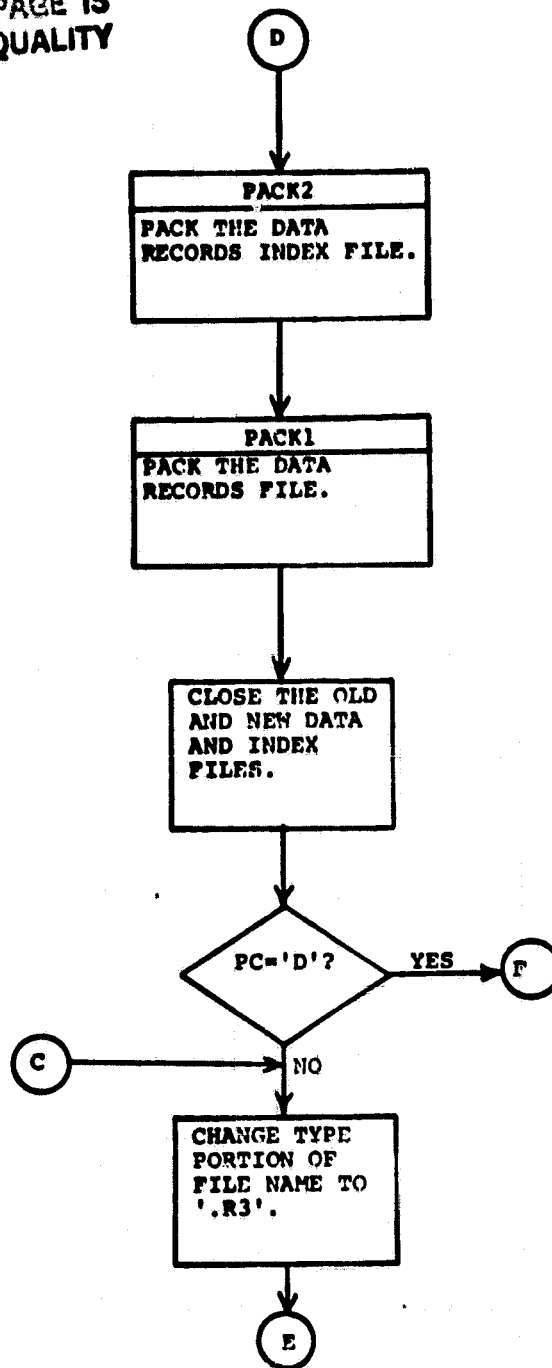 PAGE IS
QUALITY
D
PACK2
PACK THE DATA
RECORDS INDEX FILE.
PACK1
PACK THE DATA
RECORDS FILE.
CLOSE THE OLD
AND NEW DATA
AND INDEX
FILES.
PC='D'?
YES
F
C
NO
CHANGE TYPE
PORTION OF
FILE NAME TO
'.R3'.
E